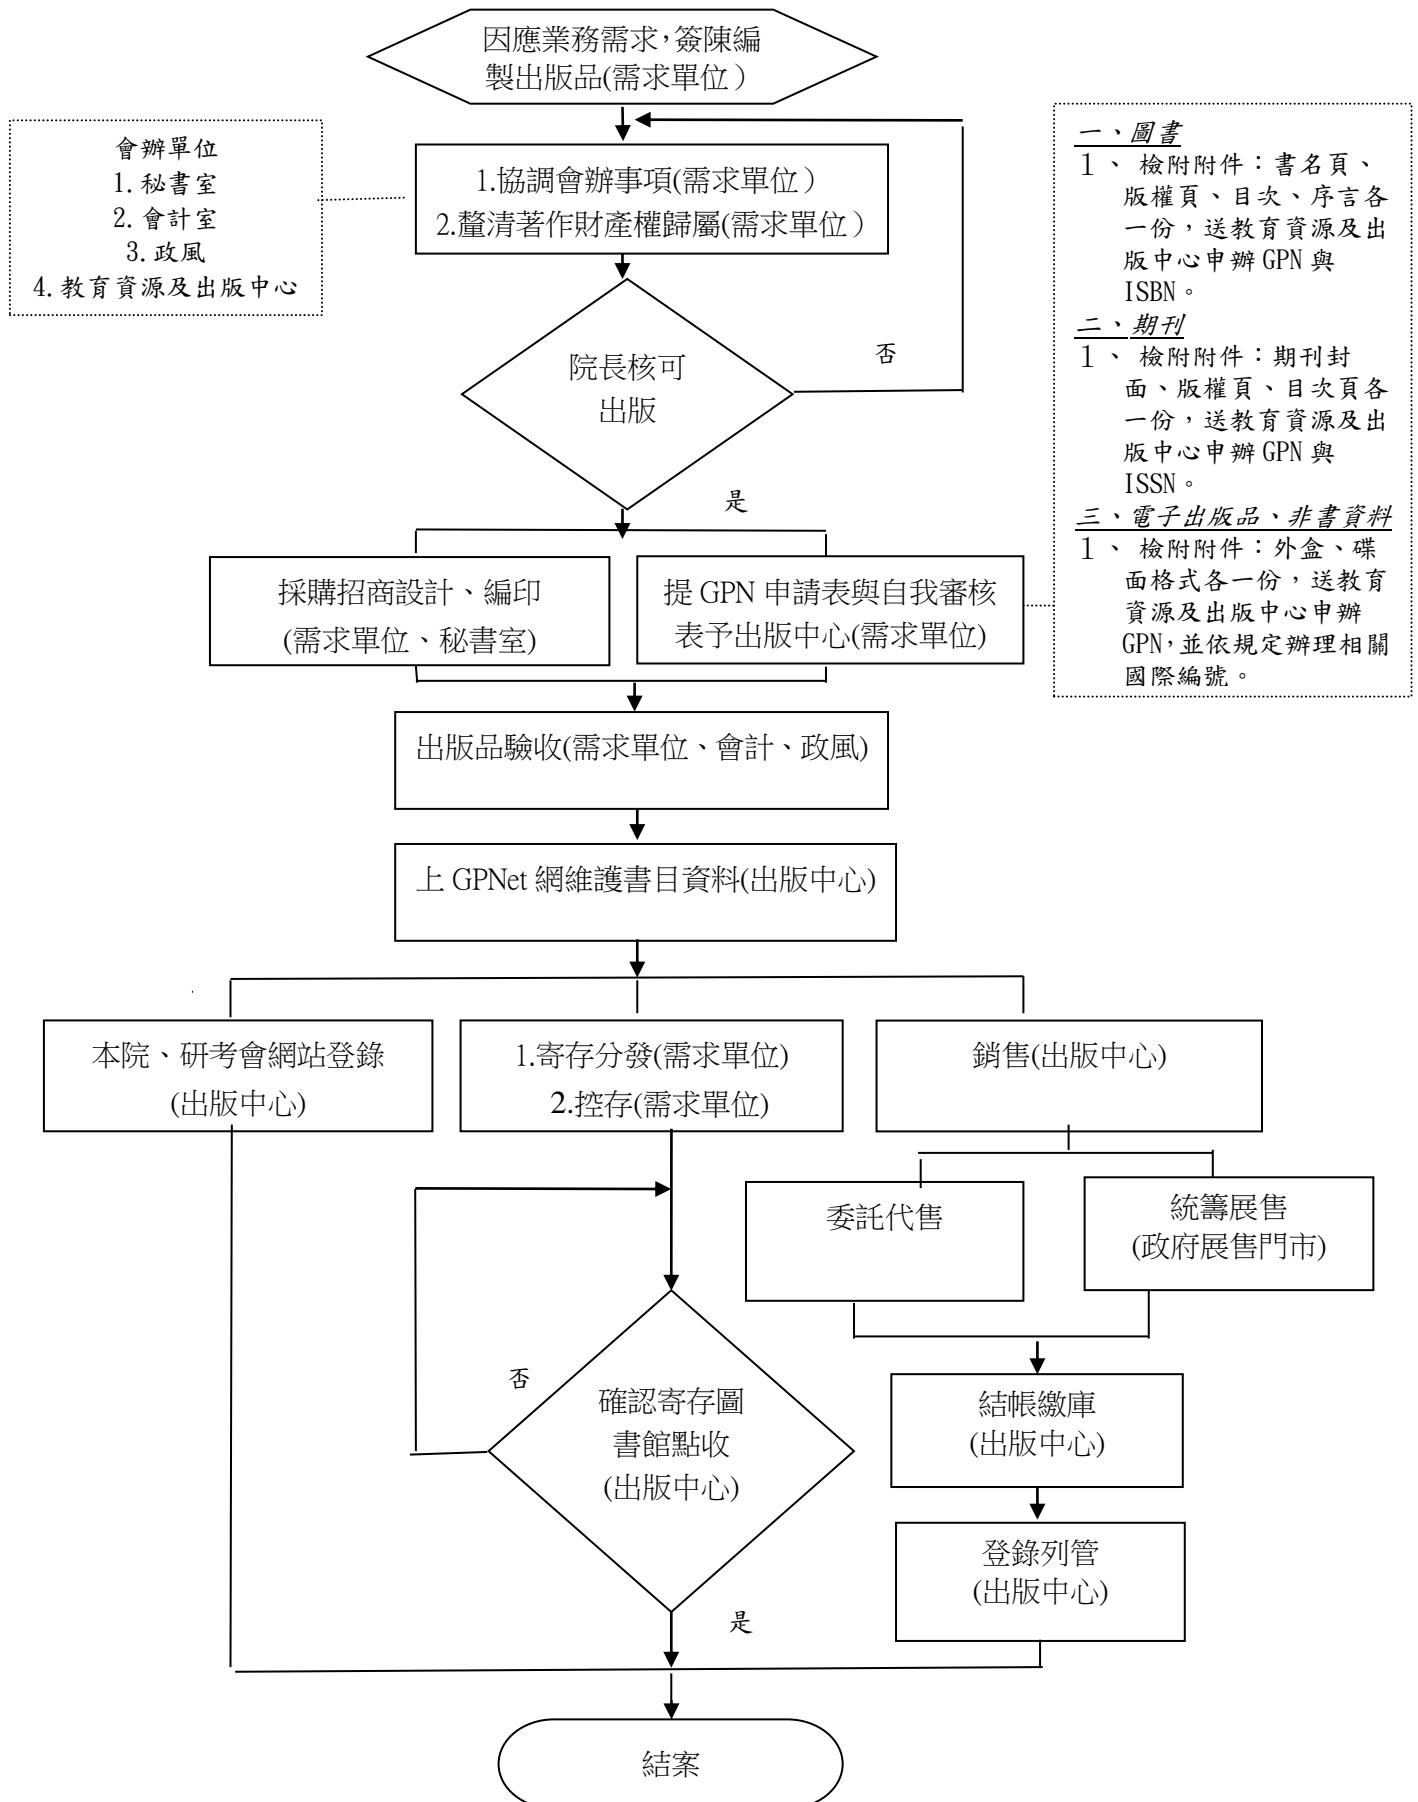 因應業務需求，簽陳編
製出版品(需求單位）
會辦單位
1.秘書室
2.會計室
3.政風
4.教育資源及出版中心
1.協調會辦事項(需求單位）
2.釐清著作財產權歸屬(需求單位）
一、圖書
1、 檢附附件：書名頁、
版權頁、目次、序言各
一份，送教育資源及出
版中心申辦 GPN 與
ISBN。
二、期刊
1、 檢附附件：期刊封
面、版權頁、目次頁各
一份，送教育資源及出
版中心申辦 GPN 與
ISSN。
三、電子出版品、非書資料
1、 檢附附件：外盒、碟
面格式各一份，送教育
資源及出版中心申辦
GPN，並依規定辦理相關
國際編號。
院長核可
出版
否
是
採購招商設計、編印
(需求單位、秘書室)
提 GPN 申請表與自我審核
表予出版中心(需求單位)
出版品驗收(需求單位、會計、政風)
上 GPNet 網維護書目資料(出版中心)
本院、研考會網站登錄
(出版中心)
1.寄存分發(需求單位)
2.控存(需求單位)
銷售(出版中心)
委託代售
統籌展售
(政府展售門市)
否
確認寄存圖
書館點收
(出版中心)
是
結帳繳庫
(出版中心)
登錄列管
(出版中心)
結案